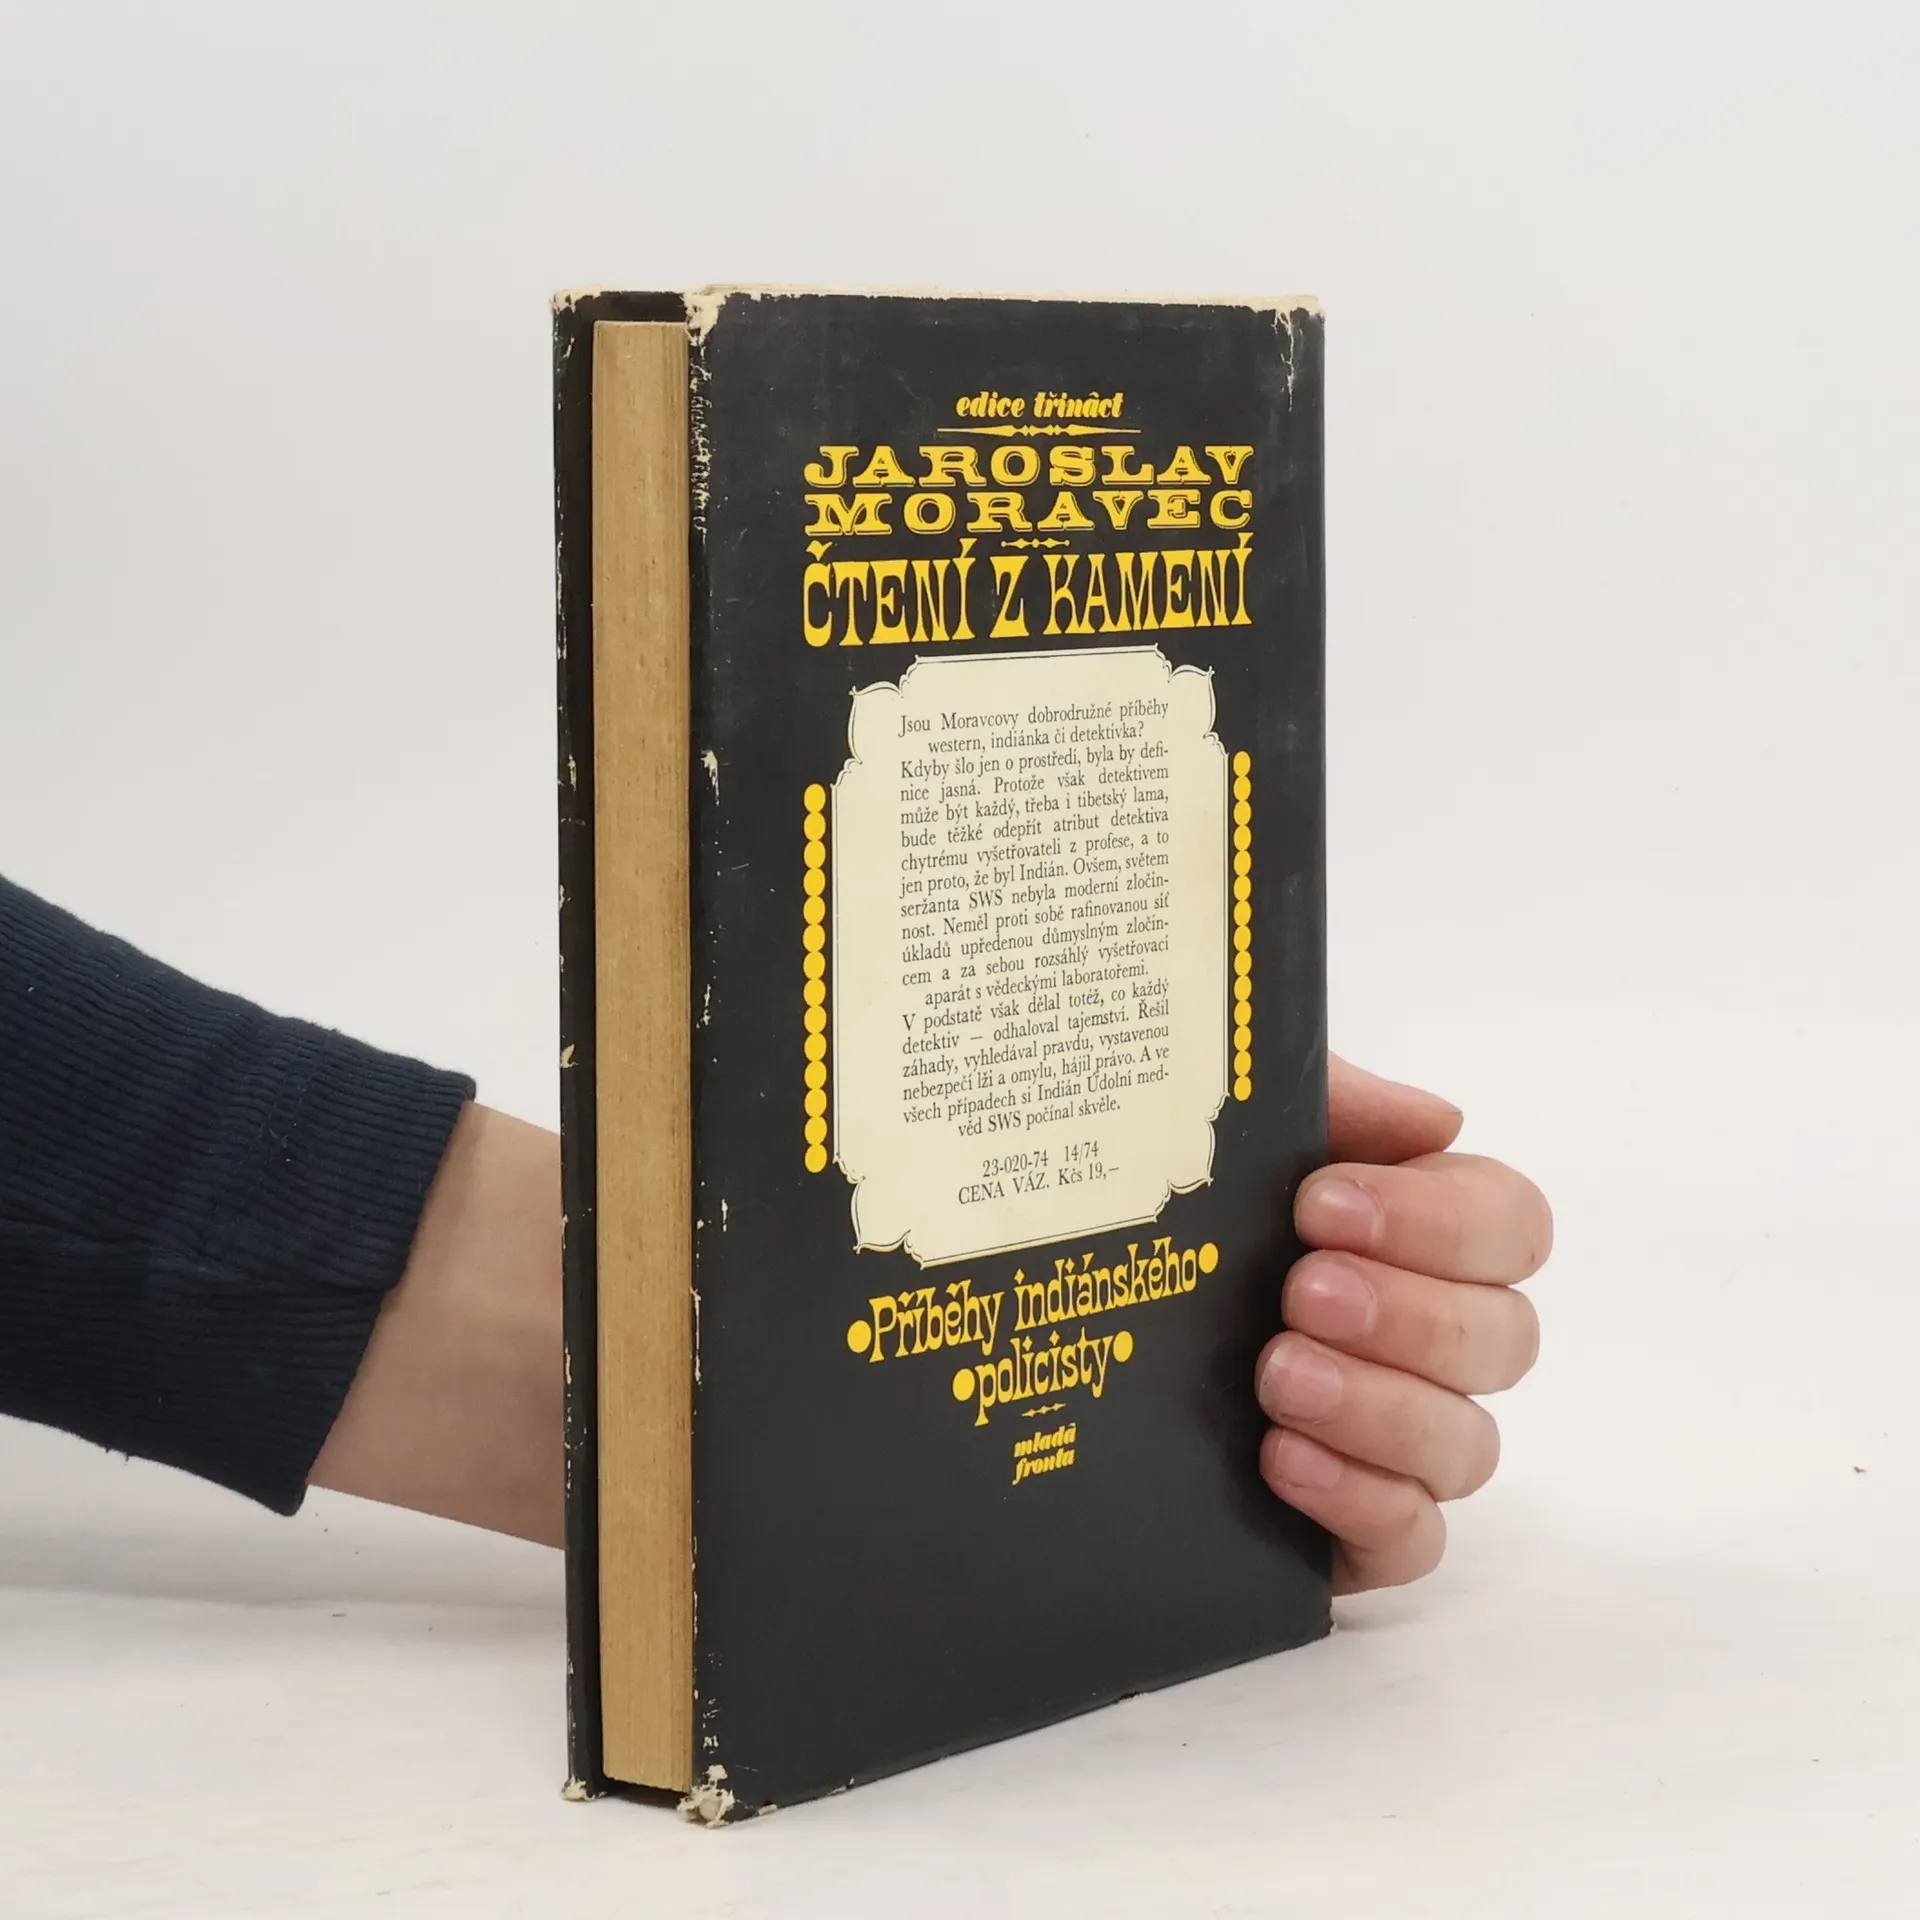 edice třináct
JAROSLAV
MORAVEC
ČTENÍ Z KAMENÍ
Jsou Moravcovy dobrodružné příběhy
western, indiánka či detektivka?
Kdyby šlo jen o prostředí, byla by defi-
nice jasná. Protože však detektivem
může být každý, třeba i tibetský lama,
bude těžké odepřít atribut detektiva
chytrému vyšetřovateli z profese, a to
jen proto, že byl Indián. Ovšem, světem
seržanta SWS nebyla moderní zločin-
nost. Neměl proti sobě rafinovanou síť
úkladů upředenou důmyslným zločin-
cem a za sebou rozsáhlý vyšetřovací
aparát s vědeckými laboratořemi.
V podstatě však dělal totéž, co každý
detektiv — odhaloval tajemství. Řešil
záhady, vyhledával pravdu, vystavenou
nebezpečí lži a omylu, hájil právo. A ve
všech případech si Indián Údolní med-
věd SWS počínal skvěle.
23-020-74 14/74
CENA VÁZ. Kčs 19,—
•Příběhy indiánského•
•policisty•
mladá
fronta